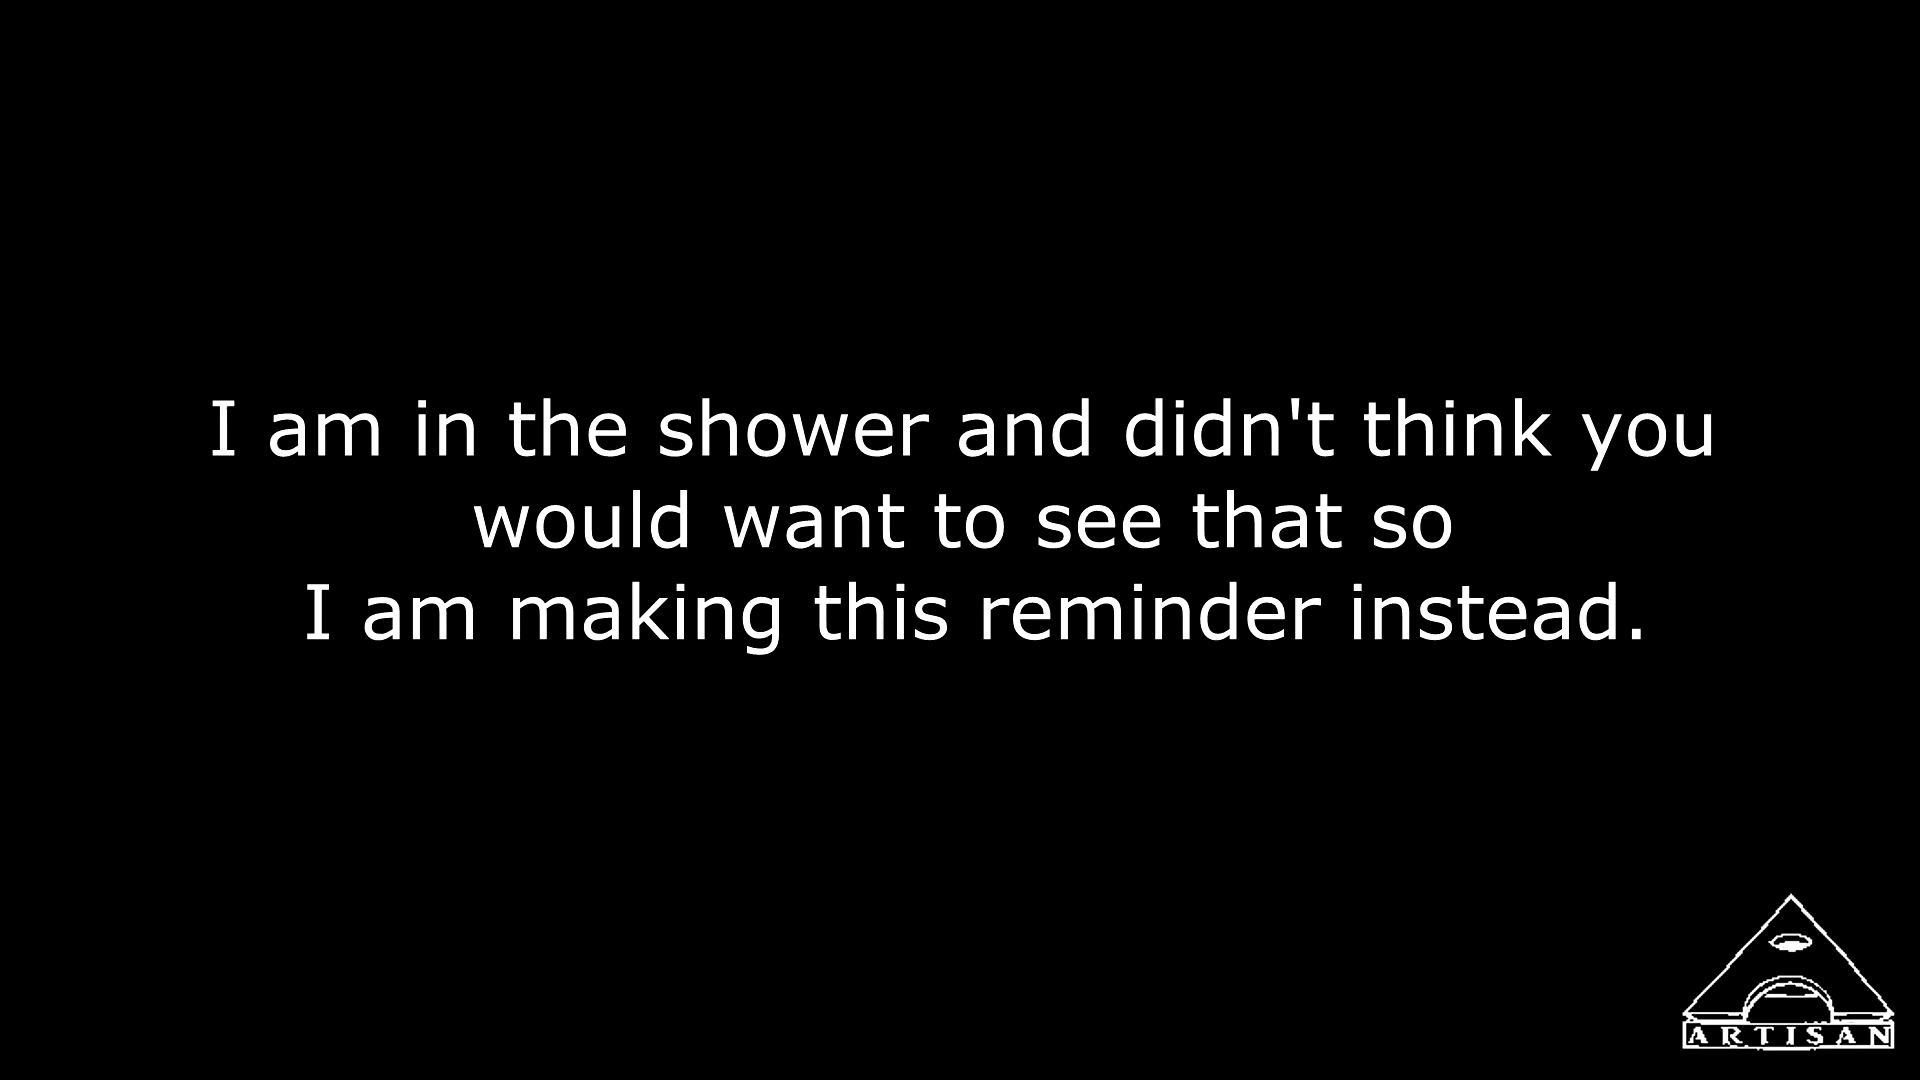 I am in the shower and didn't think you
would want to see that so
I am making this reminder instead.
ARTISAN